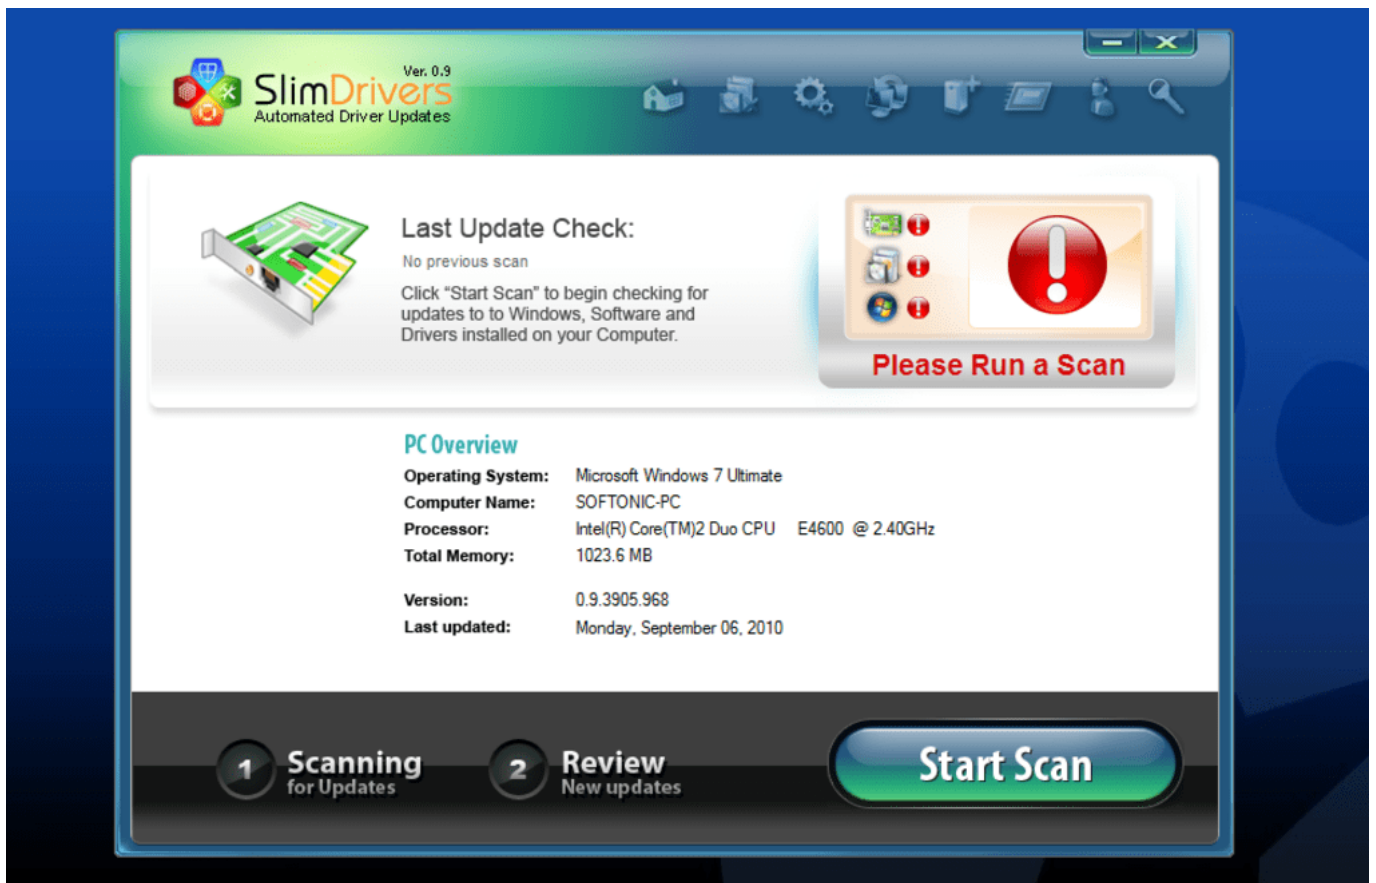 Ver. 0.9
SlimDrivers
Automated Driver Updates
Last Update Check:
No previous scan
Click “Start Scan” to begin checking for
updates to to Windows, Software and
Drivers installed on your Computer.
Please Run a Scan
PC Overview
Operating System: Microsoft Windows 7 Ultimate
Computer Name: SOFTONIC-PC
Processor: Intel(R) Core(TM)2 Duo CPU E4600 @ 2.40GHz
Total Memory: 1023.6 MB
Version: 0.9.3905.968
Last updated: Monday, September 06, 2010
1 Scanning
for Updates
2 Review
New updates
Start Scan